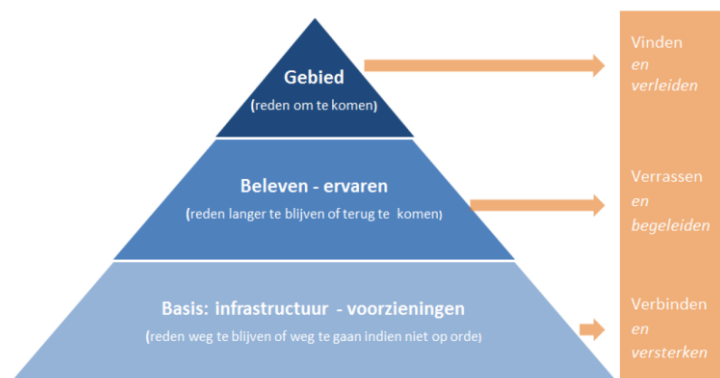 Gebied
(reden om te komen)
Vinden
en
verleiden
Beleven - ervaren
(reden langer te blijven of terug te komen)
Verrassen
en
begeleiden
Basis: infrastructuur - voorzieningen
(reden weg te blijven of weg te gaan indien niet op orde)
Verbinden
en
versterken